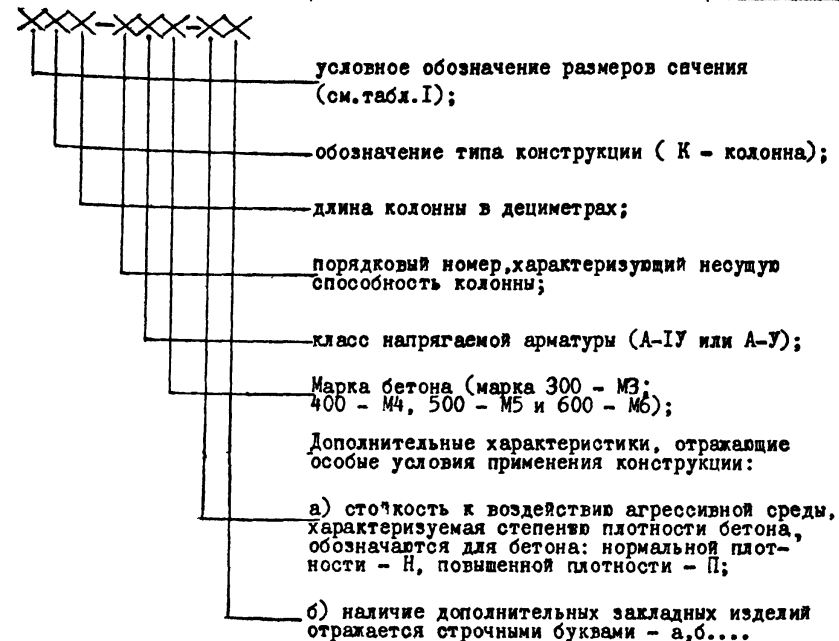 XXX-XXX-XX
условное обозначение размеров сечения
(см.табл.I);
обозначение типа конструкции ( К - колонна);
длина колонны в дециметрах;
порядковый номер,характеризующий несущую
способность колонны;
класс напрягаемой арматуры (А-IУ или А-У);
Марка бетона (марка 300 - М3;
400 - М4, 500 - М5 и 600 - М6);
Дополнительные характеристики, отражающие
особые условия применения конструкции:
а) стойкость к воздействию агрессивной среды,
характеризуемая степенью плотности бетона,
обозначаются для бетона: нормальной плот-
ности - Н, повышенной плотности - П;
б) наличие дополнительных закладных изделий
отражается строчными буквами - а,б....